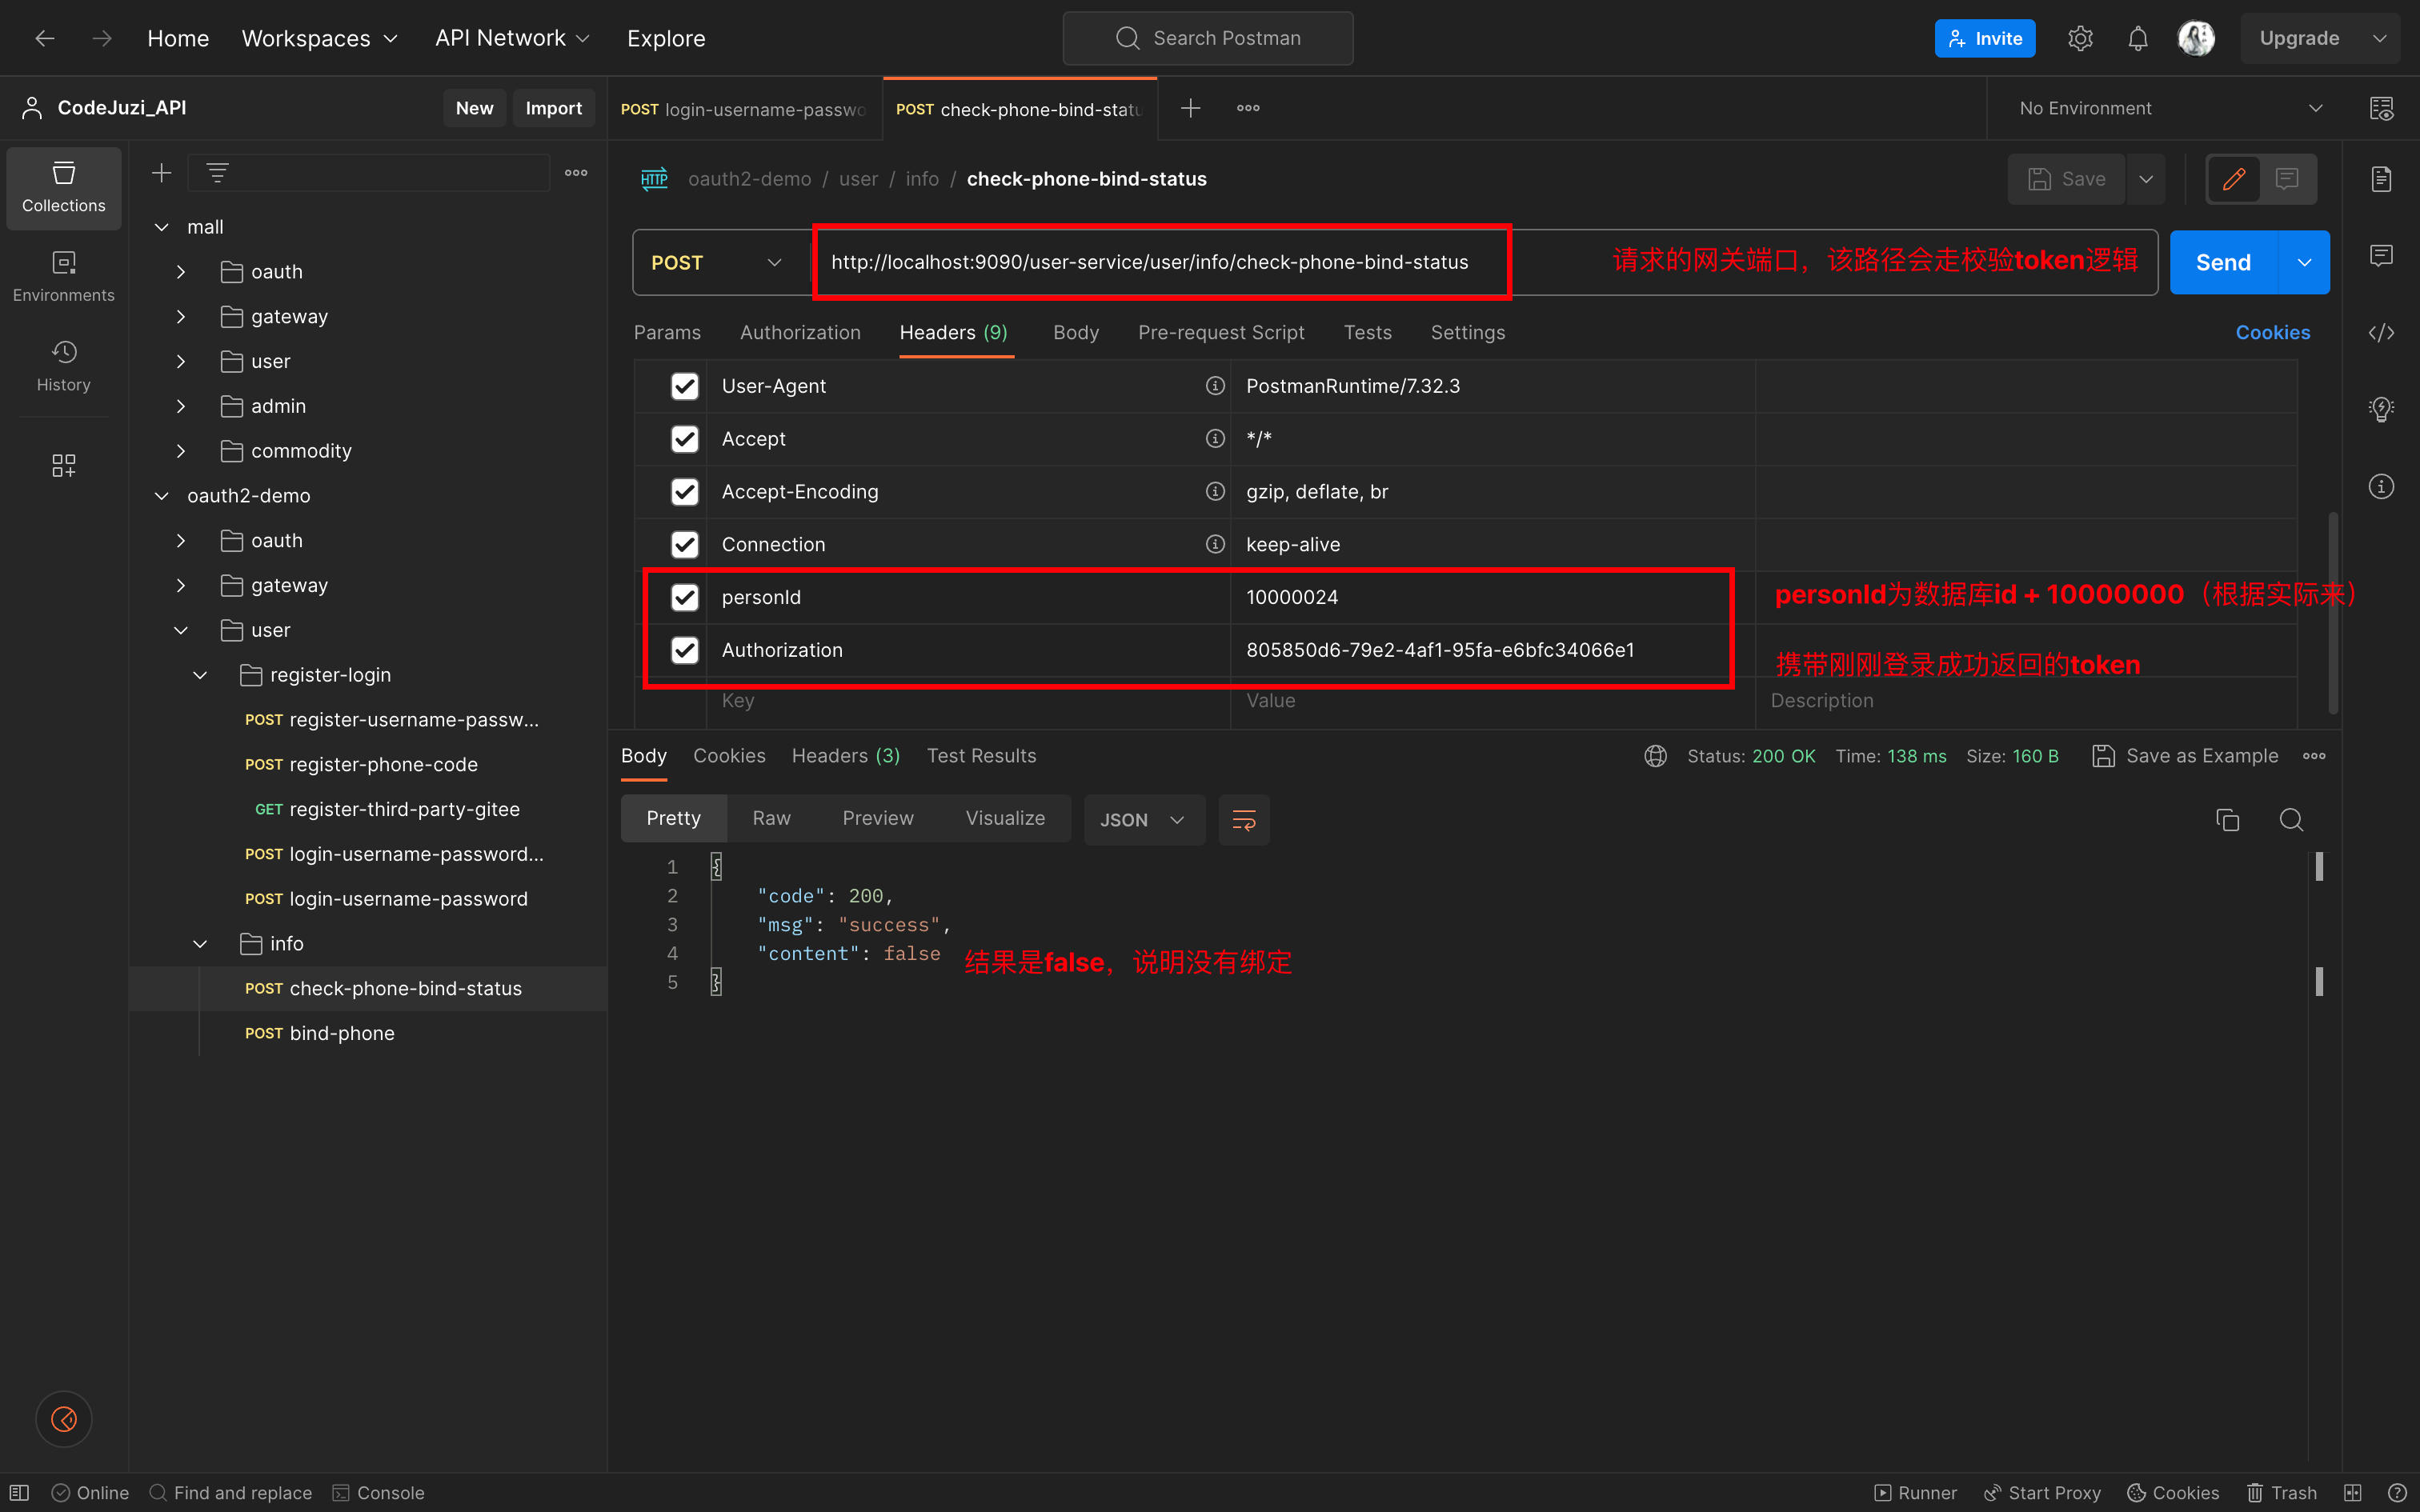 Home Workspaces API Network Explore Search Postman Invite Upgrade
CodeJuzi_API New Import
POST login-username-passwo POST check-phone-bind-statu No Environment
Collections
Environments
History
mall
oauth
gateway
user
admin
commodity
oauth2-demo
oauth
gateway
user
register-login
POST register-username-passw...
POST register-phone-code
GET register-third-party-gitee
POST login-username-password...
POST login-username-password
info
POST check-phone-bind-status
POST bind-phone
HTTP oauth2-demo / user / info / check-phone-bind-status Save
POST http://localhost:9090/user-service/user/info/check-phone-bind-status 请求的网关端口，该路径会走校验token逻辑 Send
Params Authorization Headers (9) Body Pre-request Script Tests Settings Cookies
User-Agent PostmanRuntime/7.32.3
Accept */*
Accept-Encoding gzip, deflate, br
Connection keep-alive
personId 10000024 personId为数据库id + 10000000（根据实际来）
Authorization 805850d6-79e2-4af1-95fa-e6bfc34066e1 携带刚刚登录成功返回的token
Key Value Description
Body Cookies Headers (3) Test Results Status: 200 OK Time: 138 ms Size: 160 B Save as Example
Pretty Raw Preview Visualize JSON
1 {
2 "code": 200,
3 "msg": "success",
4 "content": false 结果是false，说明没有绑定
5 }
Online Find and replace Console Runner Start Proxy Cookies Trash